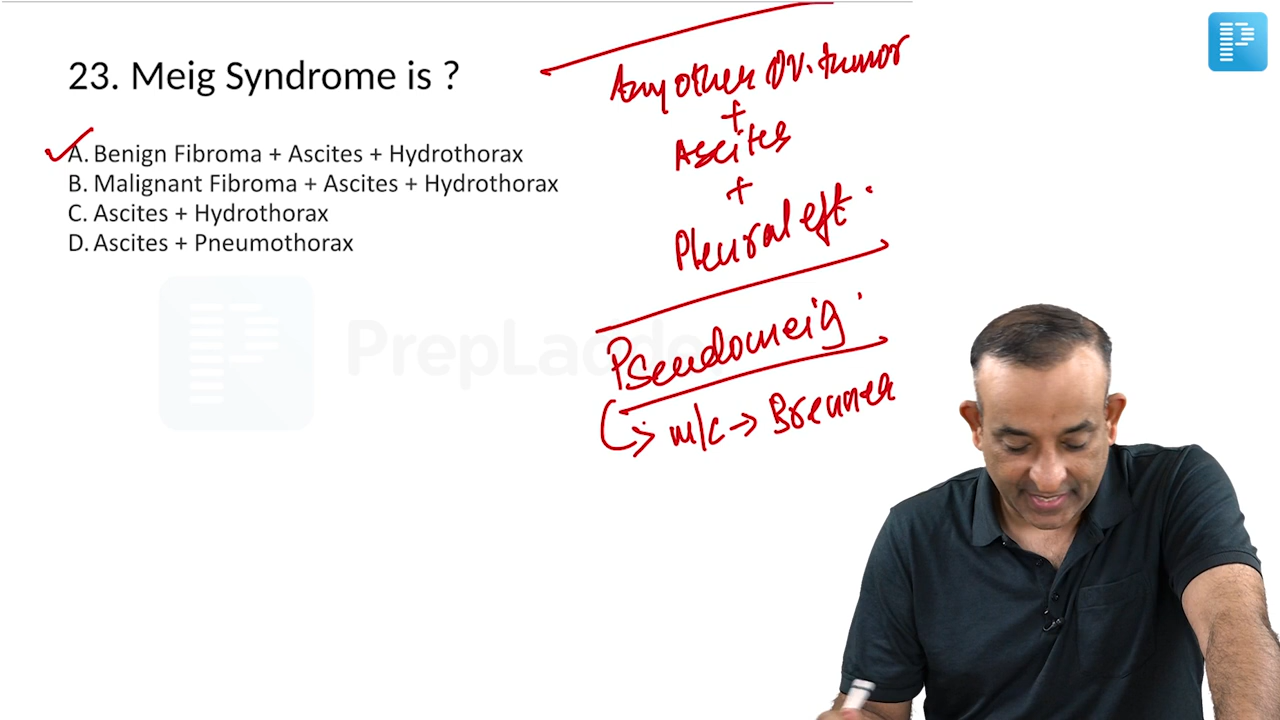 23. Meig Syndrome is ?
A. Benign Fibroma + Ascites + Hydrothorax
B. Malignant Fibroma + Ascites + Hydrothorax
C. Ascites + Hydrothorax
D. Ascites + Pneumothorax
Any other Ov. tumor
+
Ascites
+
Pleural eff.
Pseudomeig.
m/c → Brenner
PrepLadder